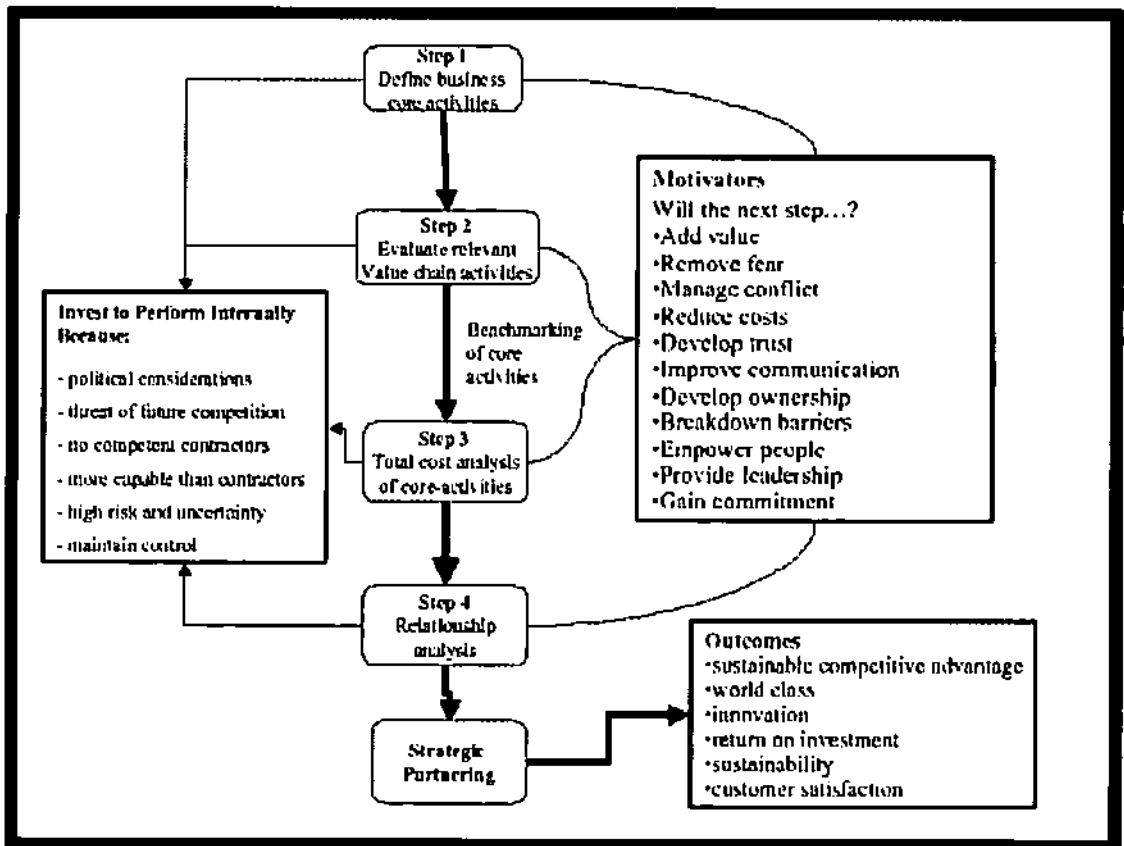 Step 1
Define business
core activities
Motivators
Will the next step...?
•Add value
•Remove fear
•Manage conflict
•Reduce costs
•Develop trust
•Improve communication
•Develop ownership
•Breakdown barriers
•Empower people
•Provide leadership
•Gain commitment
Step 2
Evaluate relevant
Value chain activities
Benchmarking
of core
activities
Invest to Perform Internally
Because:
- political considerations
- threat of future competition
- no competent contractors
- more capable than contractors
- high risk and uncertainty
- maintain control
Step 3
Total cost analysis
of core-activities
Step 4
Relationship
analysis
Strategic
Partnering
Outcomes
•sustainable competitive advantage
•world class
•innovation
•return on investment
•sustainability
•customer satisfaction